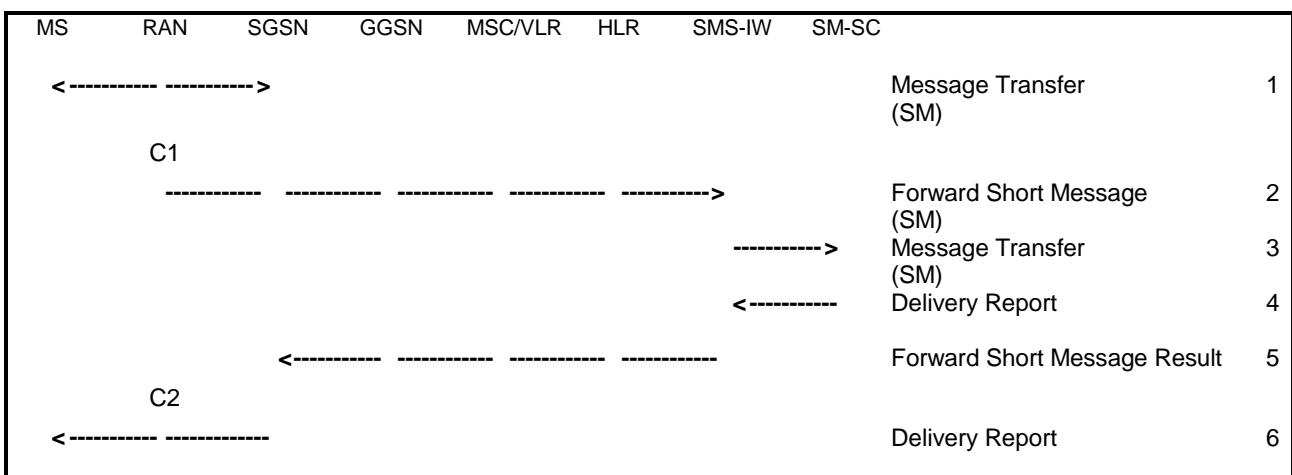 MS RAN SGSN GGSN MSC/VLR HLR SMS-IW SM-SC
<----------- -----------> Message Transfer 1
(SM)
C1
------------ ------------ ------------ ------------ -----------> Forward Short Message 2
(SM)
-----------> Message Transfer 3
(SM)
<----------- Delivery Report 4
<----------- ------------ ------------ ------------ Forward Short Message Result 5
C2
<----------- ------------- Delivery Report 6